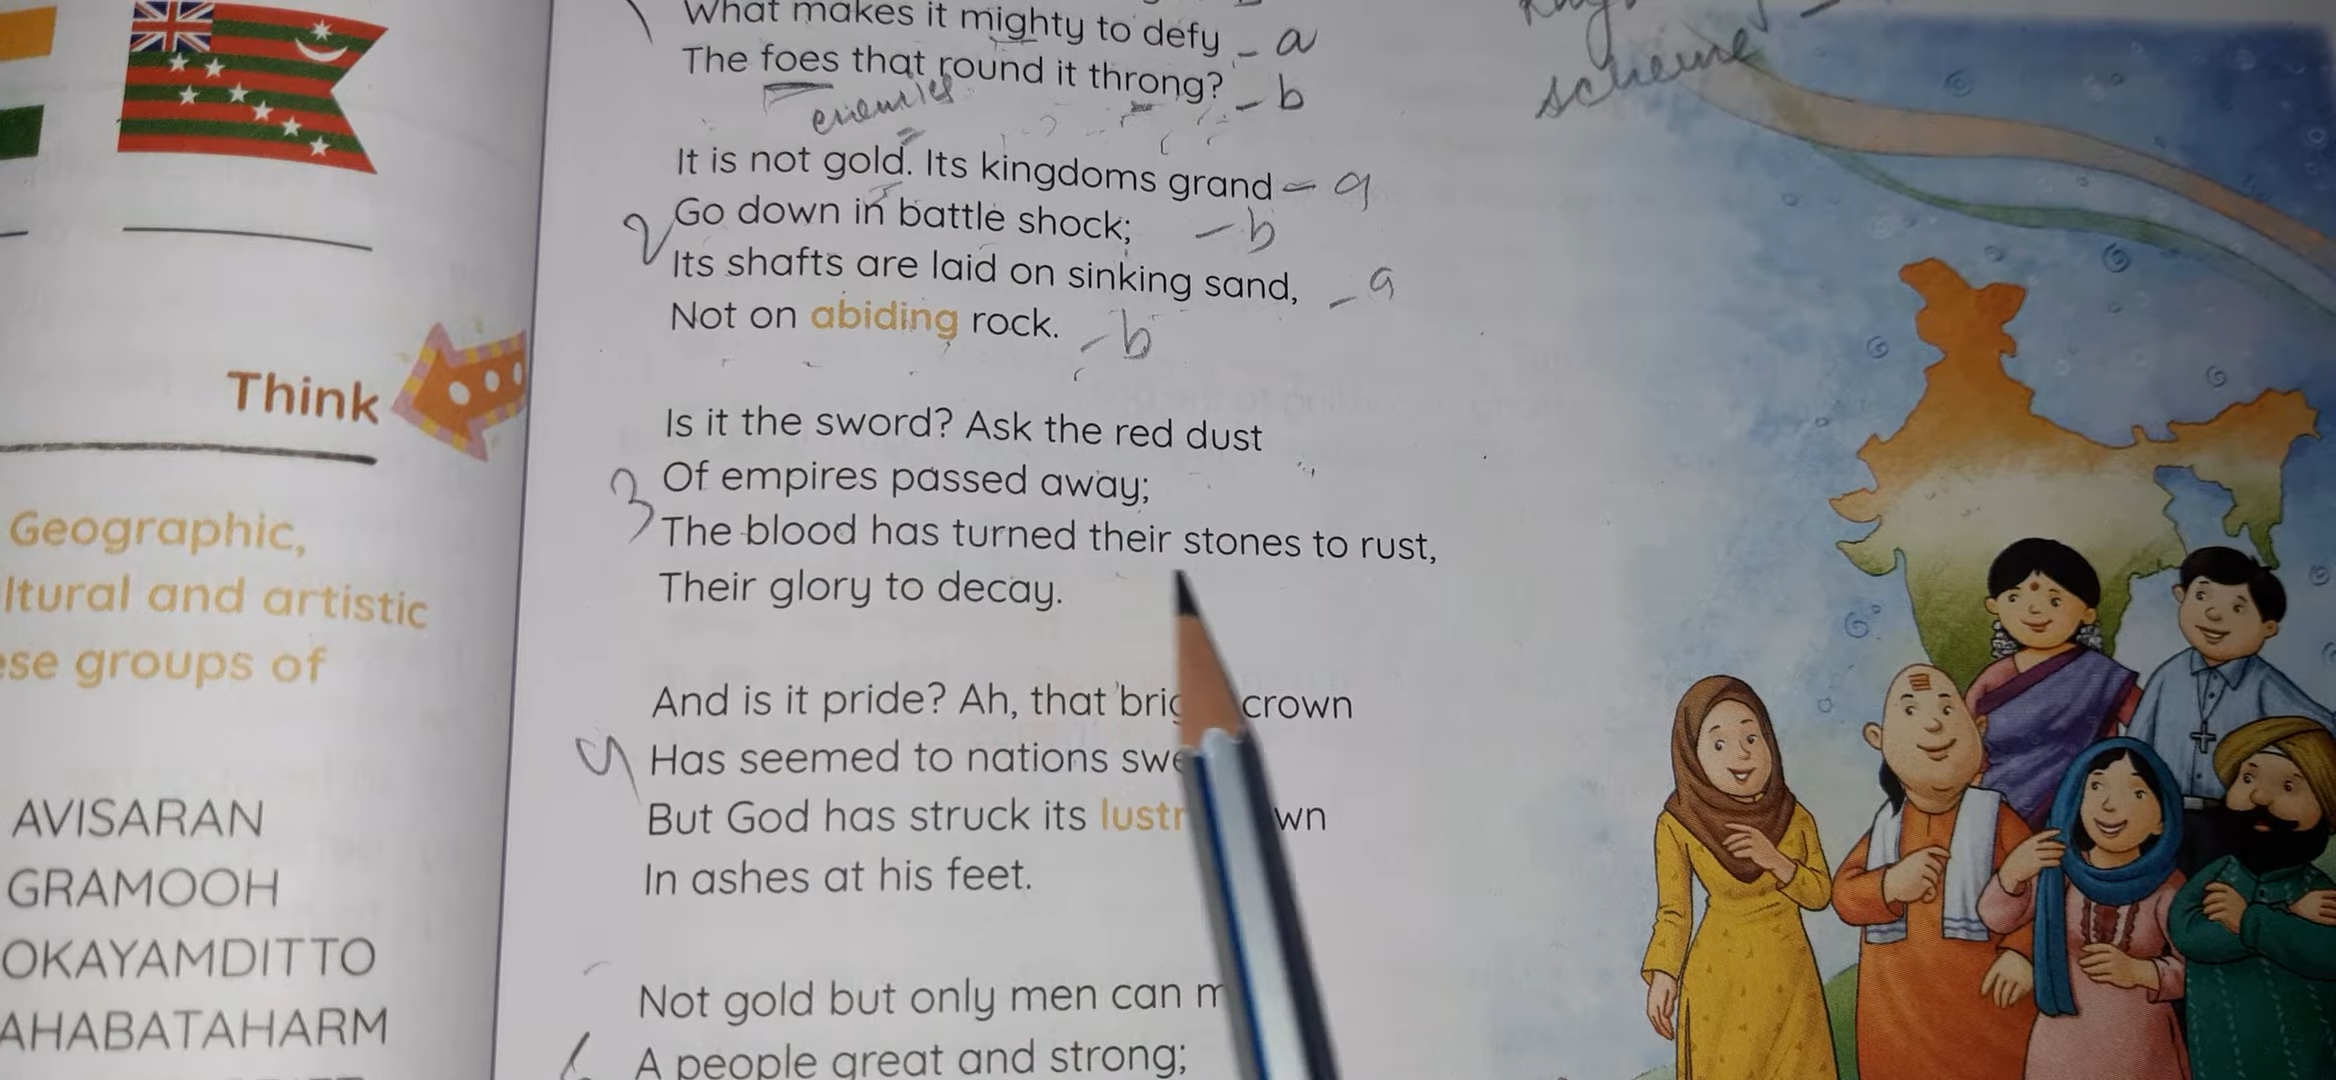 What makes it mighty to defy - a
The foes that round it throng? - b
enemies
scheme
It is not gold. Its kingdoms grand - a
Go down in battle shock; - b
2
Its shafts are laid on sinking sand, - a
Not on abiding rock. - b
Think
Is it the sword? Ask the red dust
Of empires passed away;
3
The blood has turned their stones to rust,
Their glory to decay.
Geographic,
ltural and artistic
ese groups of
And is it pride? Ah, that crown
Has seemed to nations
But God has struck its
In ashes at his feet.
AVISARAN
GRAMOOH
OKAYAMDITTO
AHABATAHARM
Not gold but only men can
A people great and strong;